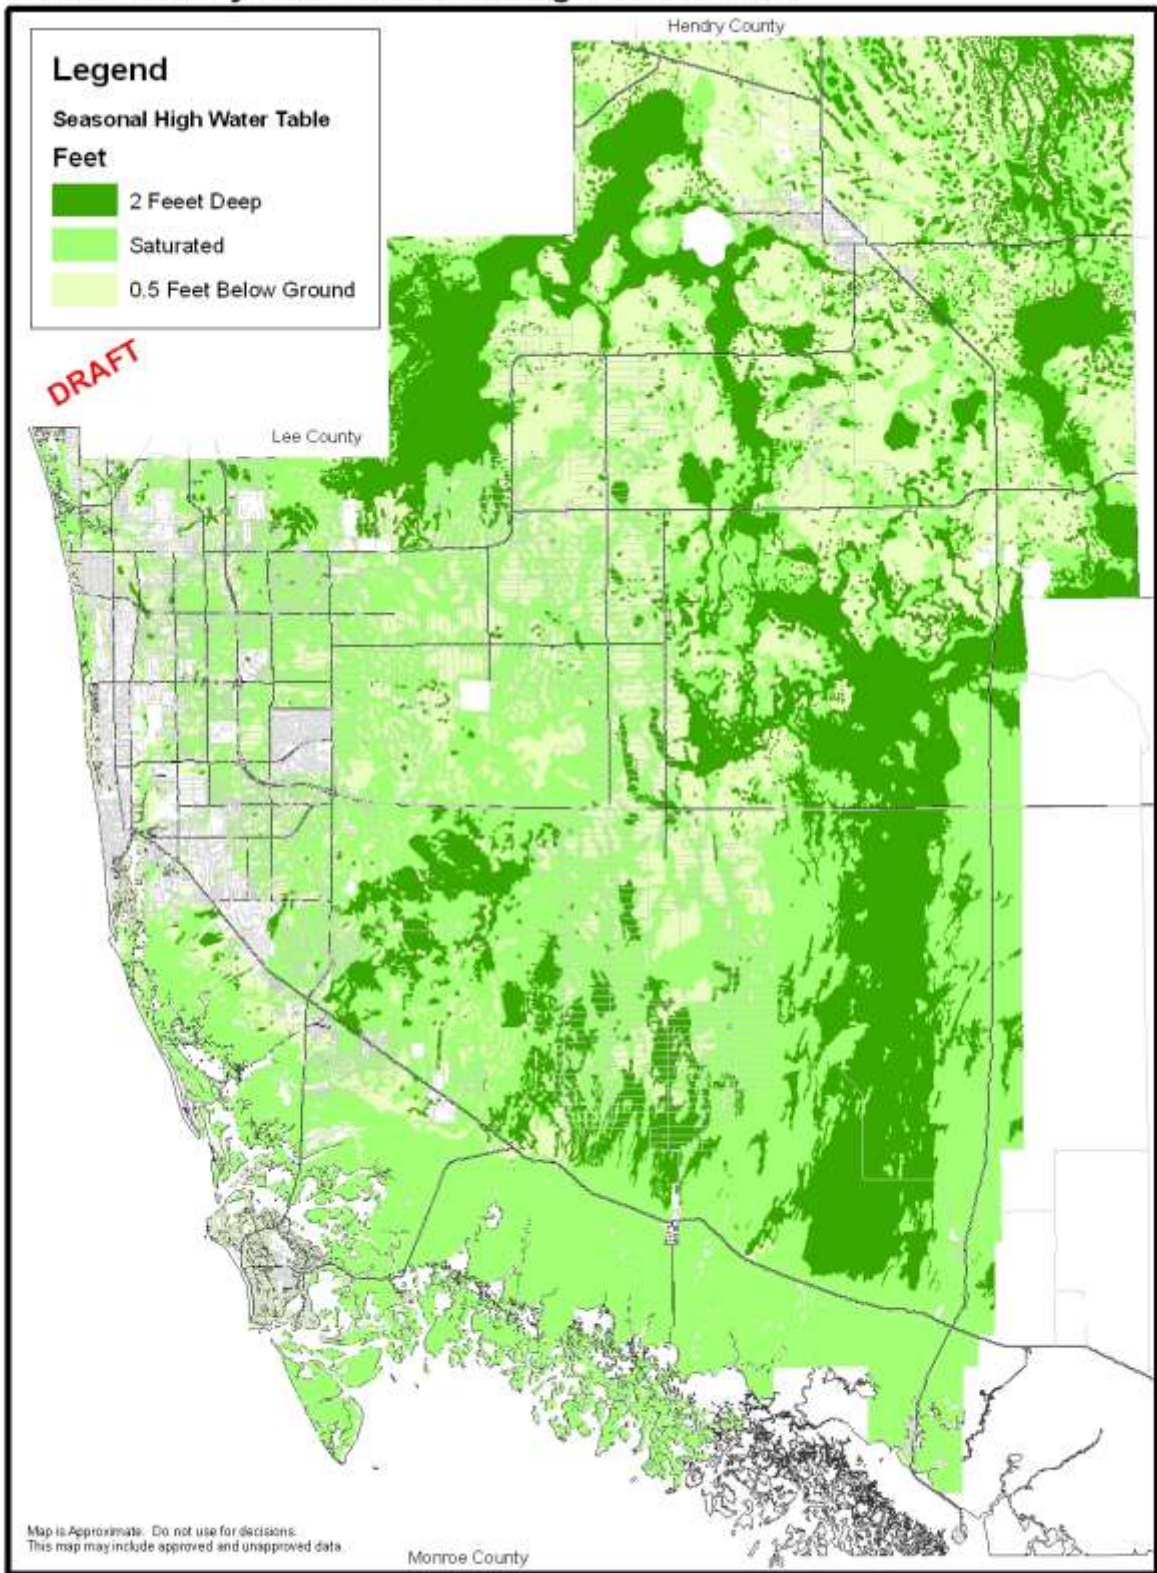 Hendry County
Legend
Seasonal High Water Table
Feet
2 Feeet Deep
Saturated
0.5 Feet Below Ground
DRAFT
Lee County
Map is Approximate. Do not use for decisions.
This map may include approved and unapproved data.
Monroe County